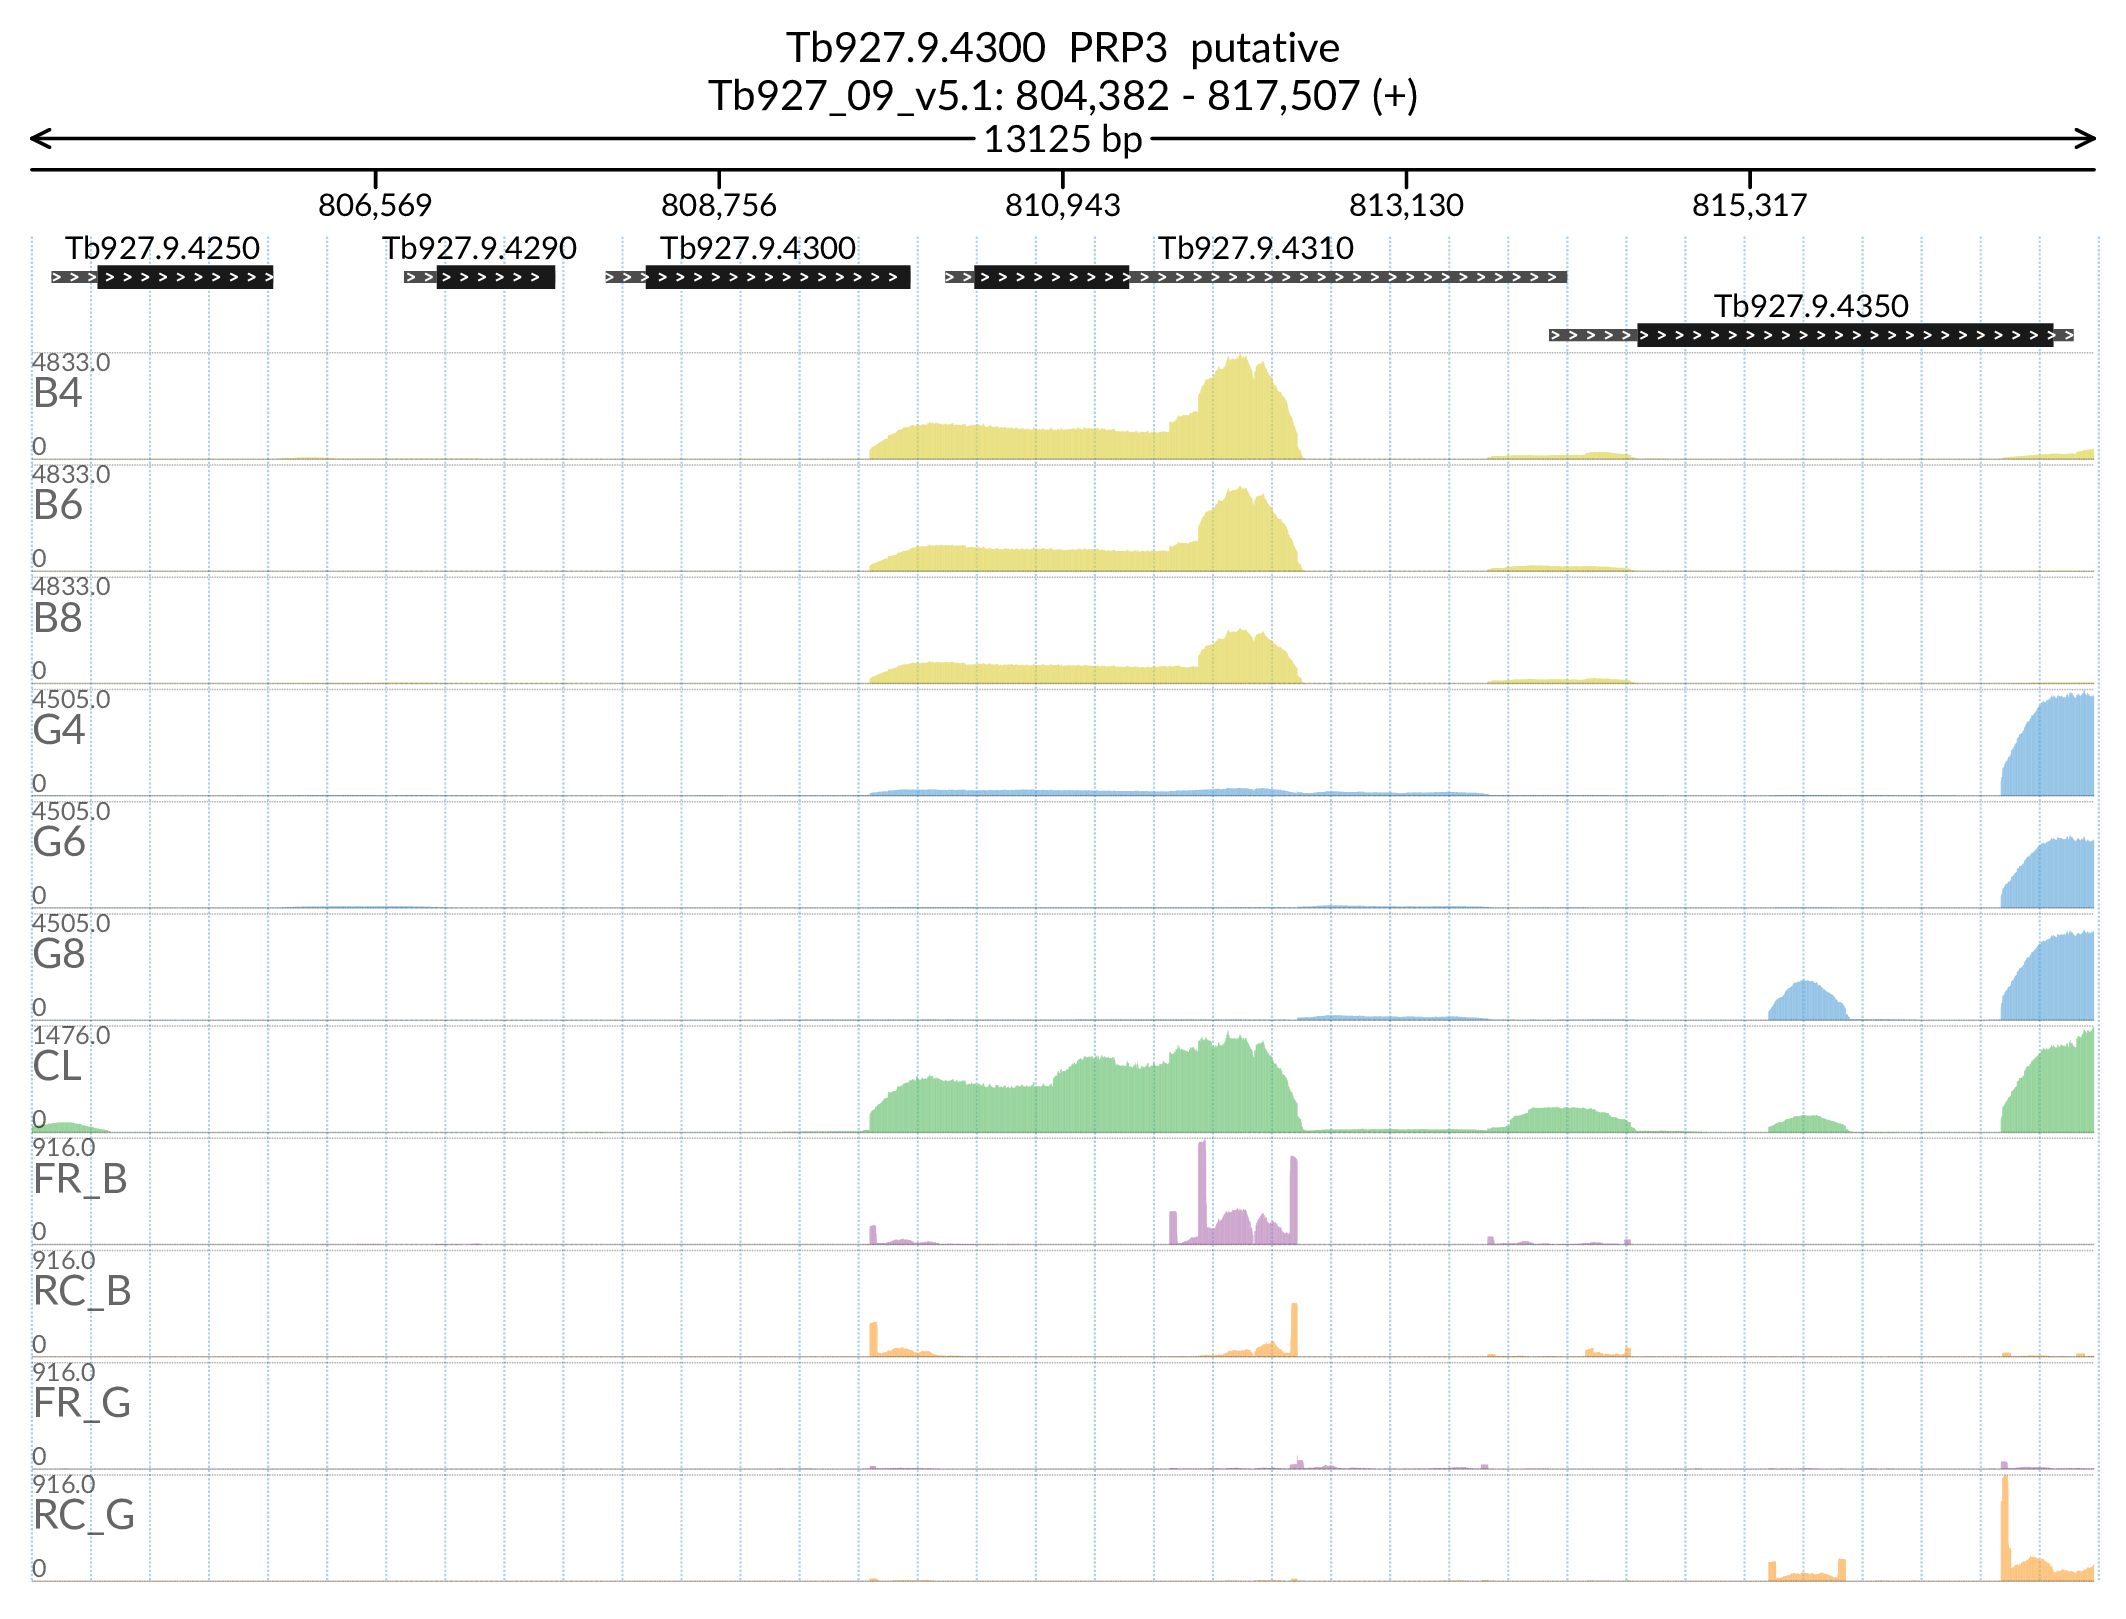 Tb927.9.4300 PRP3 putative
Tb927_09_v5.1: 804,382 - 817,507 (+)
13125 bp
806,569 808,756 810,943 813,130 815,317
Tb927.9.4250 Tb927.9.4290 Tb927.9.4300 Tb927.9.4310
Tb927.9.4350
4833.0
B4
0
4833.0
B6
0
4833.0
B8
0
4505.0
G4
0
4505.0
G6
0
4505.0
G8
0
1476.0
CL
0
916.0
FR_B
0
916.0
RC_B
0
916.0
FR_G
0
916.0
RC_G
0